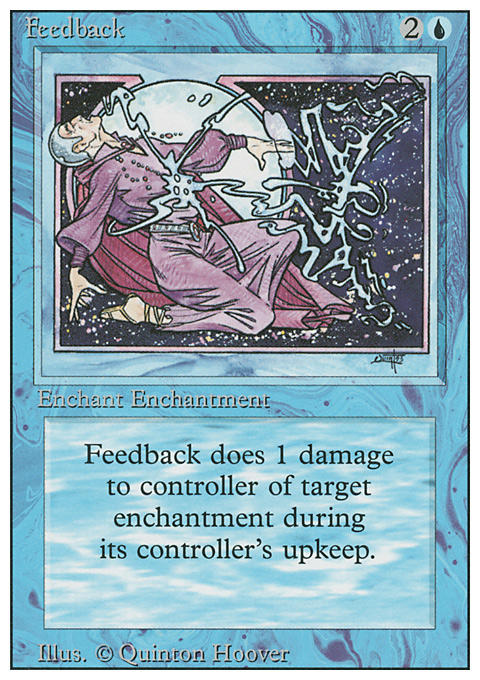 Feedback 2
Enchant Enchantment
Feedback does 1 damage
to controller of target
enchantment during
its controller's upkeep.
Illus. © Quinton Hoover